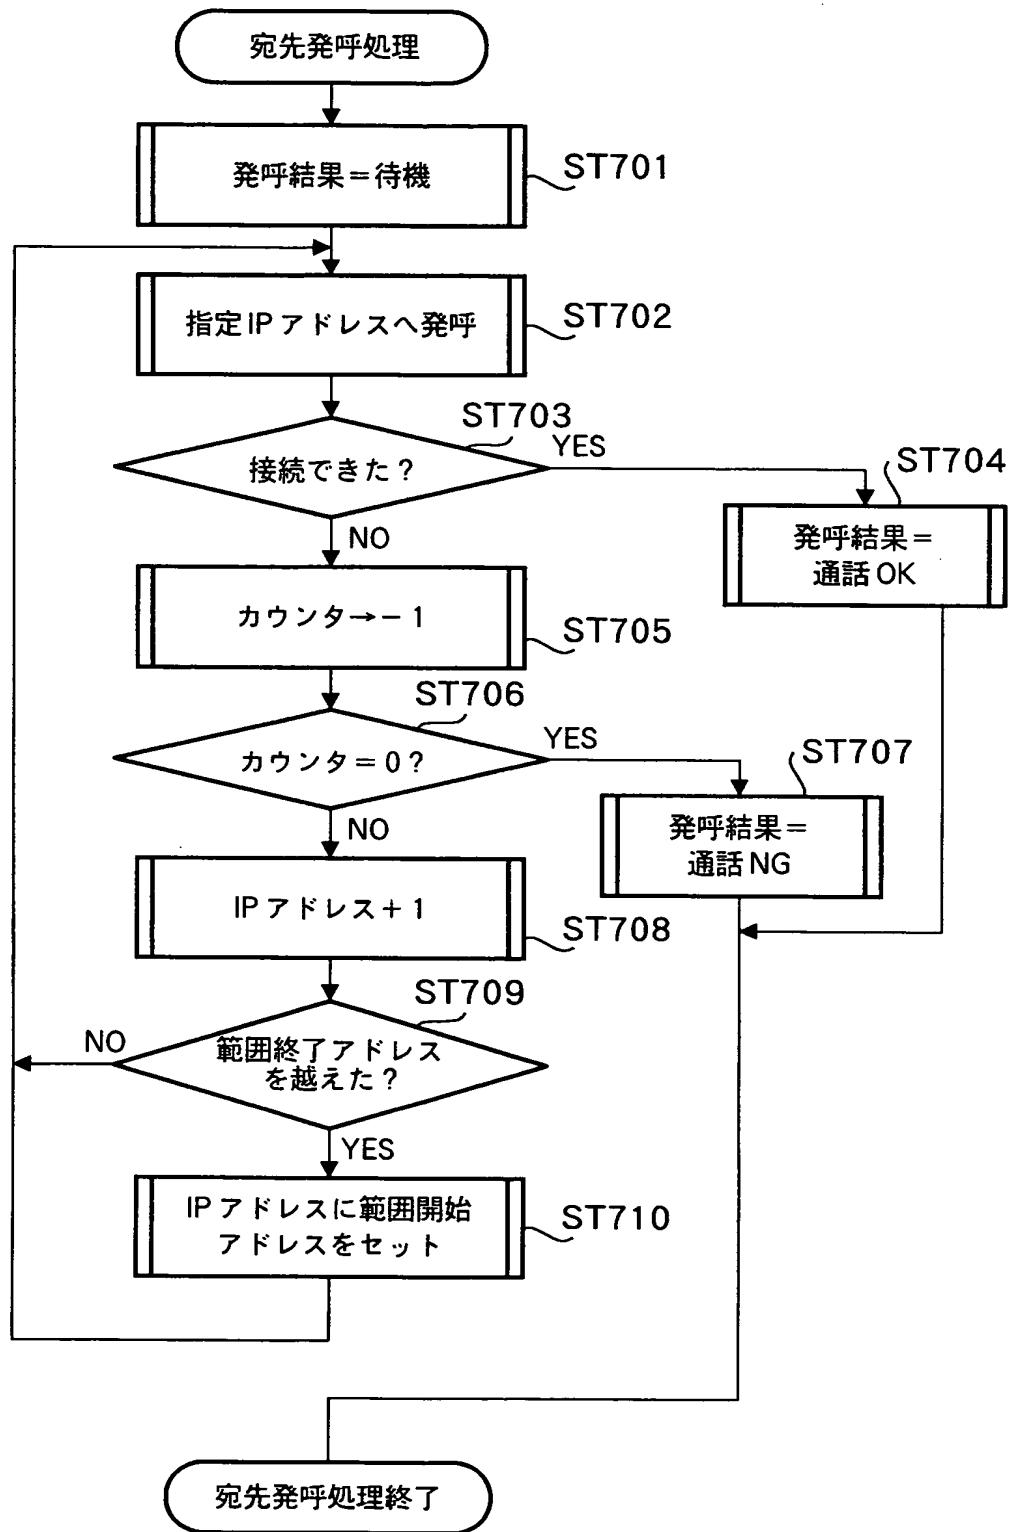 宛先発呼処理
発呼結果＝待機
ST701
指定IPアドレスへ発呼
ST702
ST703
接続できた？
YES
NO
ST704
発呼結果＝
通話OK
カウンタ→－1
ST705
ST706
カウンタ＝0？
YES
NO
ST707
発呼結果＝
通話NG
IPアドレス＋1
ST708
ST709
NO
範囲終了アドレス
を越えた？
YES
IPアドレスに範囲開始
アドレスをセット
ST710
宛先発呼処理終了